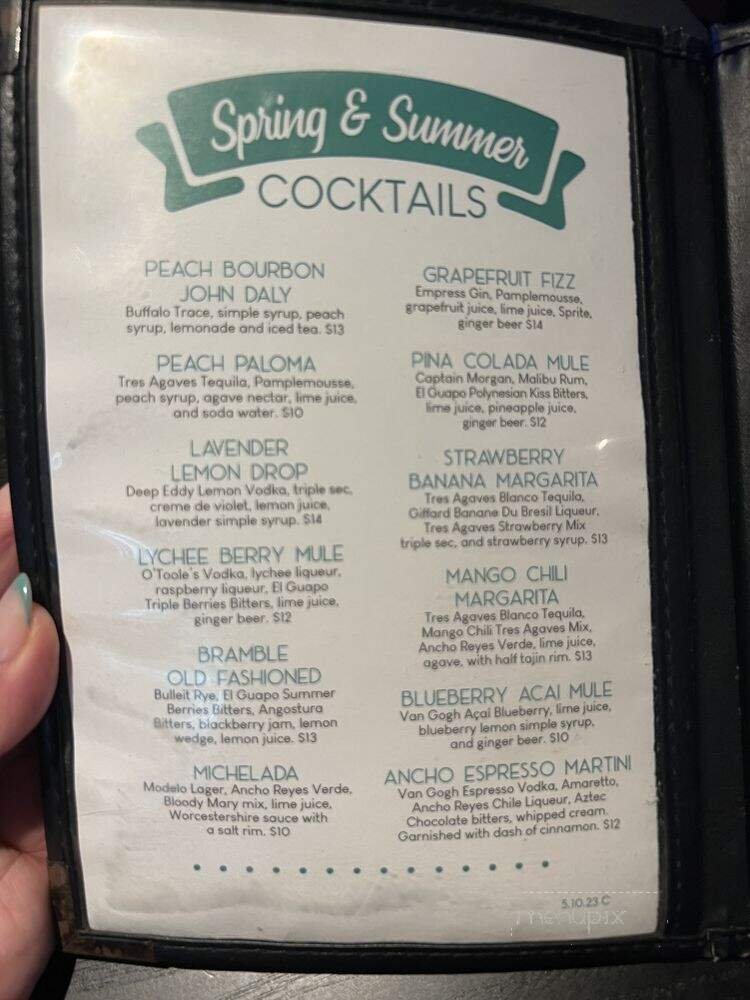 Spring & Summer
COCKTAILS
PEACH BOURBON
JOHN DALY
Buffalo Trace, simple syrup, peach
syrup, lemonade and iced tea. $13
PEACH PALOMA
Tres Agaves Tequila, Pamplemousse,
peach syrup, agave nectar, lime juice,
and soda water. $10
LAVENDER
LEMON DROP
Deep Eddy Lemon Vodka, triple sec,
creme de violet, lemon juice,
lavender simple syrup. $14
LYCHEE BERRY MULE
O'Toole's Vodka, lychee liqueur,
raspberry liqueur, El Guapo
Triple Berries Bitters, lime juice,
ginger beer. $12
BRAMBLE
OLD FASHIONED
Bulleit Rye, El Guapo Summer
Berries Bitters, Angostura
Bitters, blackberry jam, lemon
wedge, lemon juice. $13
MICHELADA
Modelo Lager, Ancho Reyes Verde,
Bloody Mary mix, lime juice,
Worcestershire sauce with
a salt rim. $10
GRAPEFRUIT FIZZ
Empress Gin, Pamplemousse,
grapefruit juice, lime juice, Sprite,
ginger beer $14
PINA COLADA MULE
Captain Morgan, Malibu Rum,
El Guapo Polynesian Kiss Bitters,
lime juice, pineapple juice,
ginger beer. $12
STRAWBERRY
BANANA MARGARITA
Tres Agaves Blanco Tequila,
Giffard Banane Du Bresil Liqueur,
Tres Agaves Strawberry Mix
triple sec, and strawberry syrup. $13
MANGO CHILI
MARGARITA
Tres Agaves Blanco Tequila,
Mango Chili Tres Agaves Mix,
Ancho Reyes Verde, lime juice,
agave, with half tajin rim. $13
BLUEBERRY ACAI MULE
Van Gogh Açaí Blueberry, lime juice,
blueberry lemon simple syrup,
and ginger beer. $10
ANCHO ESPRESSO MARTINI
Van Gogh Espresso Vodka, Amaretto,
Ancho Reyes Chile Liqueur, Aztec
Chocolate bitters, whipped cream.
Garnished with dash of cinnamon. $12
5.10.23 C
menupix